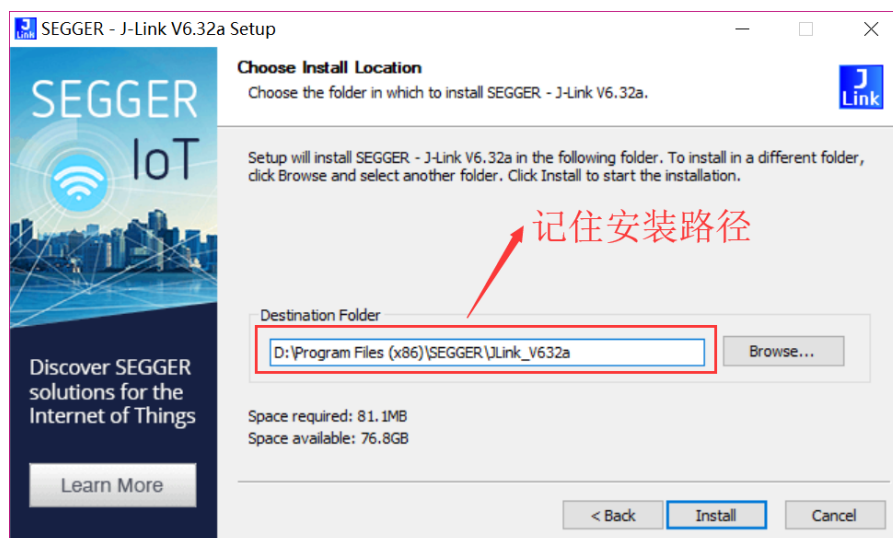 J
Link
SEGGER - J-Link V6.32a Setup
SEGGER
IoT
Discover SEGGER
solutions for the
Internet of Things
Learn More
Choose Install Location
Choose the folder in which to install SEGGER - J-Link V6.32a.
J
Link
Setup will install SEGGER - J-Link V6.32a in the following folder. To install in a different folder,
click Browse and select another folder. Click Install to start the installation.
记住安装路径
Destination Folder
D:\Program Files (x86)\SEGGER\JLink_V632a
Browse...
Space required: 81.1MB
Space available: 76.8GB
< Back
Install
Cancel